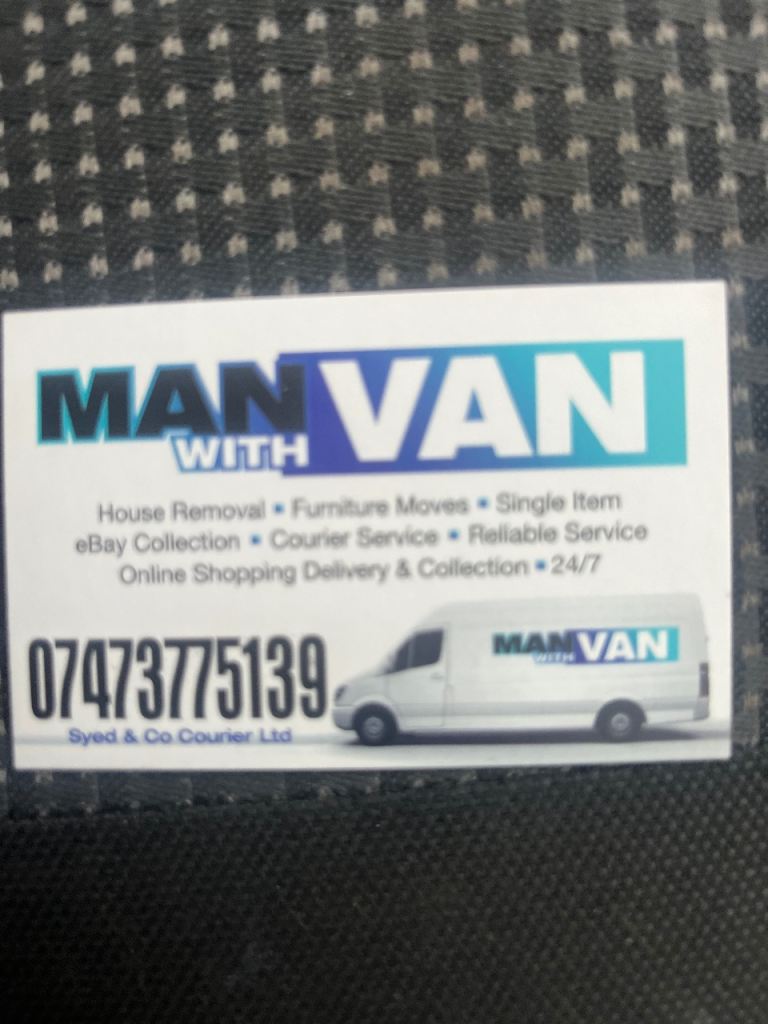 MAN WITH VAN
House Removal • Furniture Moves • Single Item
eBay Collection • Courier Service • Reliable Service
Online Shopping Delivery & Collection • 24/7
07473775139
Syed & Co Courier Ltd
MAN WITH VAN